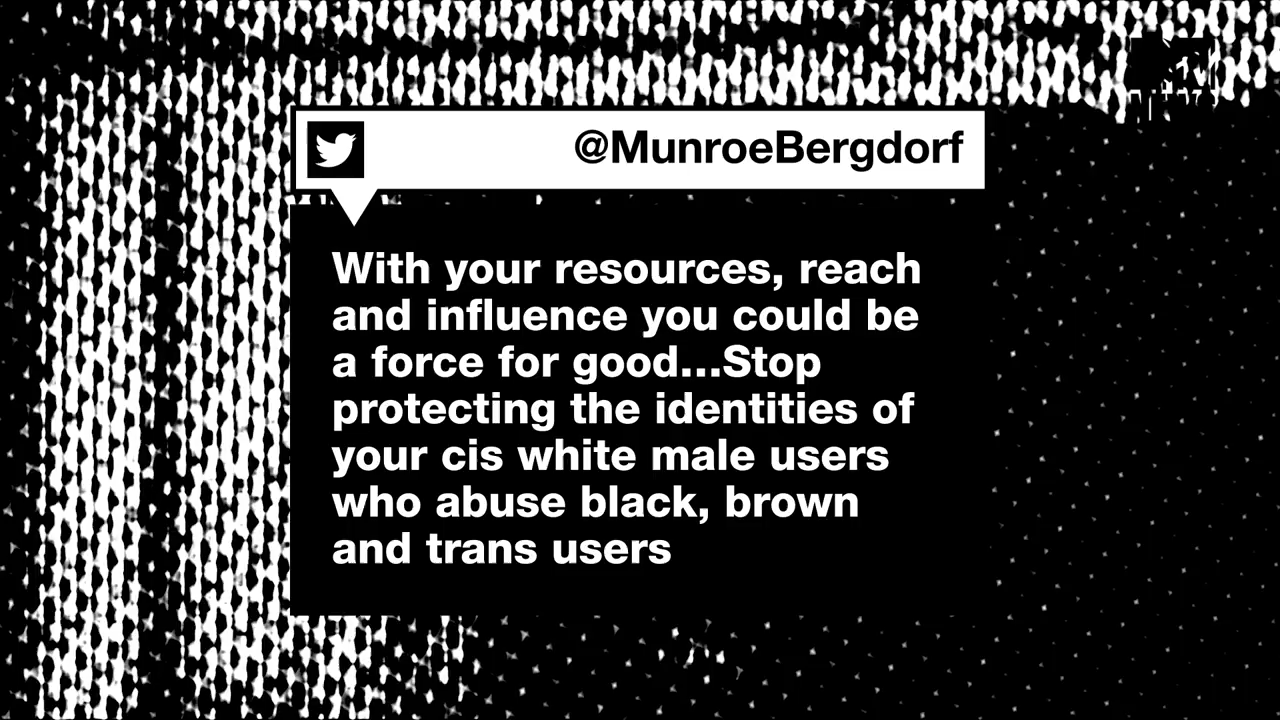 @MunroeBergdorf
With your resources, reach
and influence you could be
a force for good...Stop
protecting the identities of
your cis white male users
who abuse black, brown
and trans users